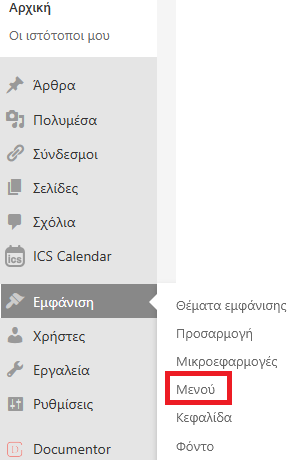 Αρχική
Οι ιστότοποι μου
Άρθρα
Πολυμέσα
Σύνδεσμοι
Σελίδες
Σχόλια
ics ICS Calendar
Εμφάνιση
Θέματα εμφάνισης
Προσαρμογή
Μικροεφαρμογές
Μενού
Κεφαλίδα
Φόντο
Χρήστες
Εργαλεία
Ρυθμίσεις
Documentor